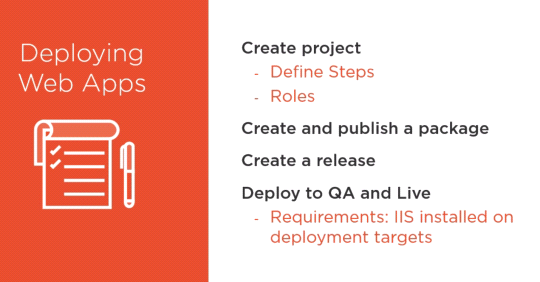 Deploying
Web Apps
Create project
- Define Steps
- Roles
Create and publish a package
Create a release
Deploy to QA and Live
- Requirements: IIS installed on
deployment targets